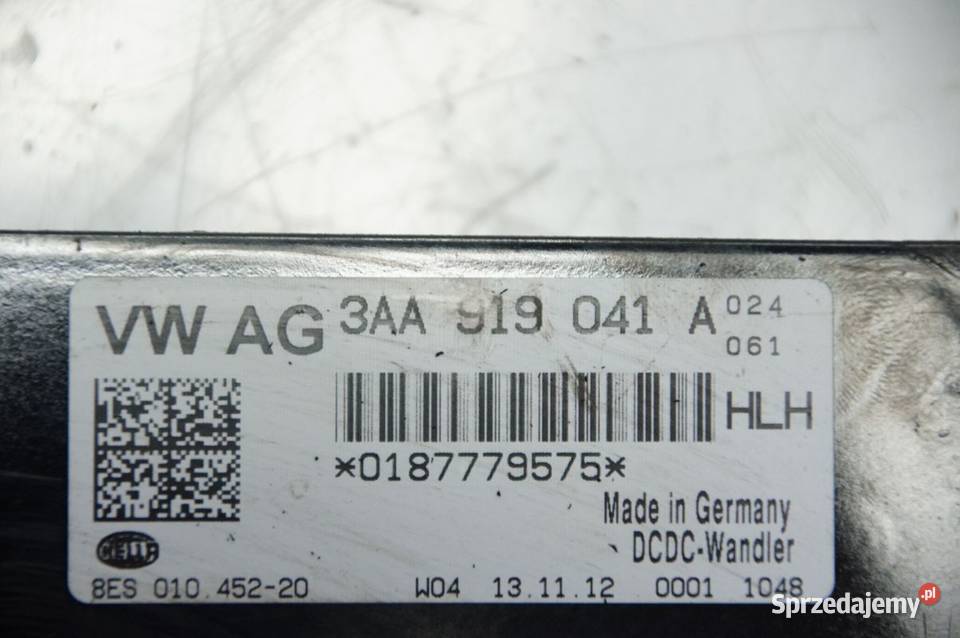 VW AG 3AA 919 041 A 024
061
HLH
*0187779575*
Made in Germany
DCDC-Wandler
HELLA
8ES 010.452-20 W04 13.11.12 0001 1048
Sprzedajemy.pl